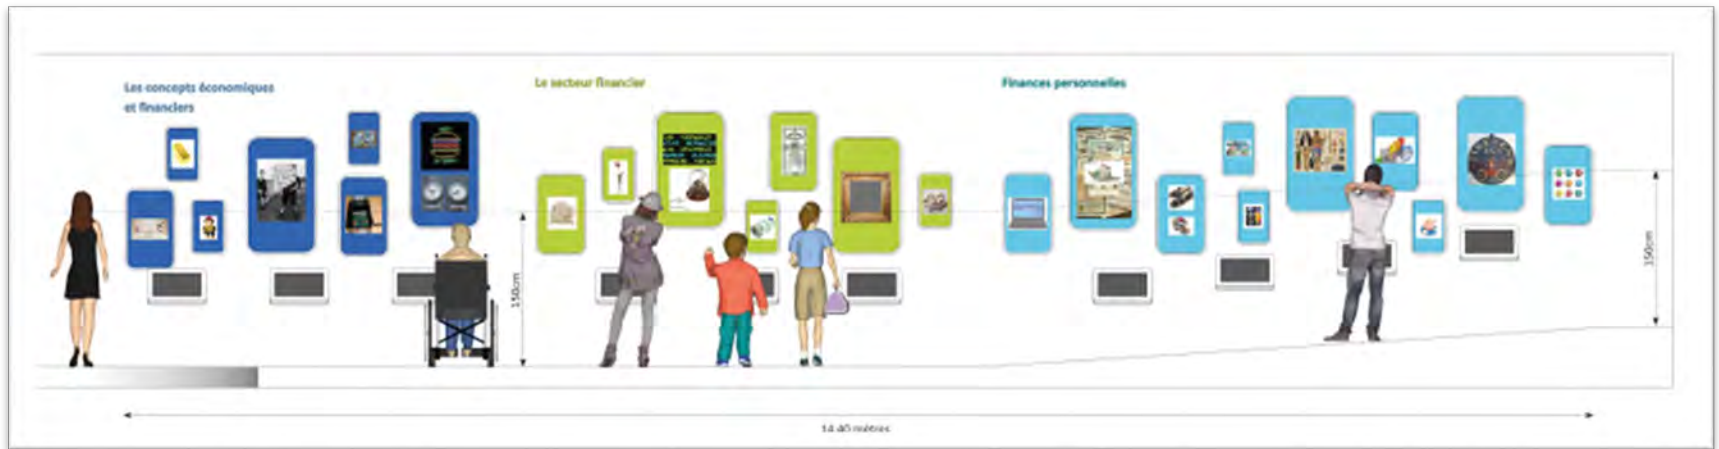 Les concepts économiques
et financiers
Le secteur financier
Finances personnelles
150cm
150cm
14.40 mètres